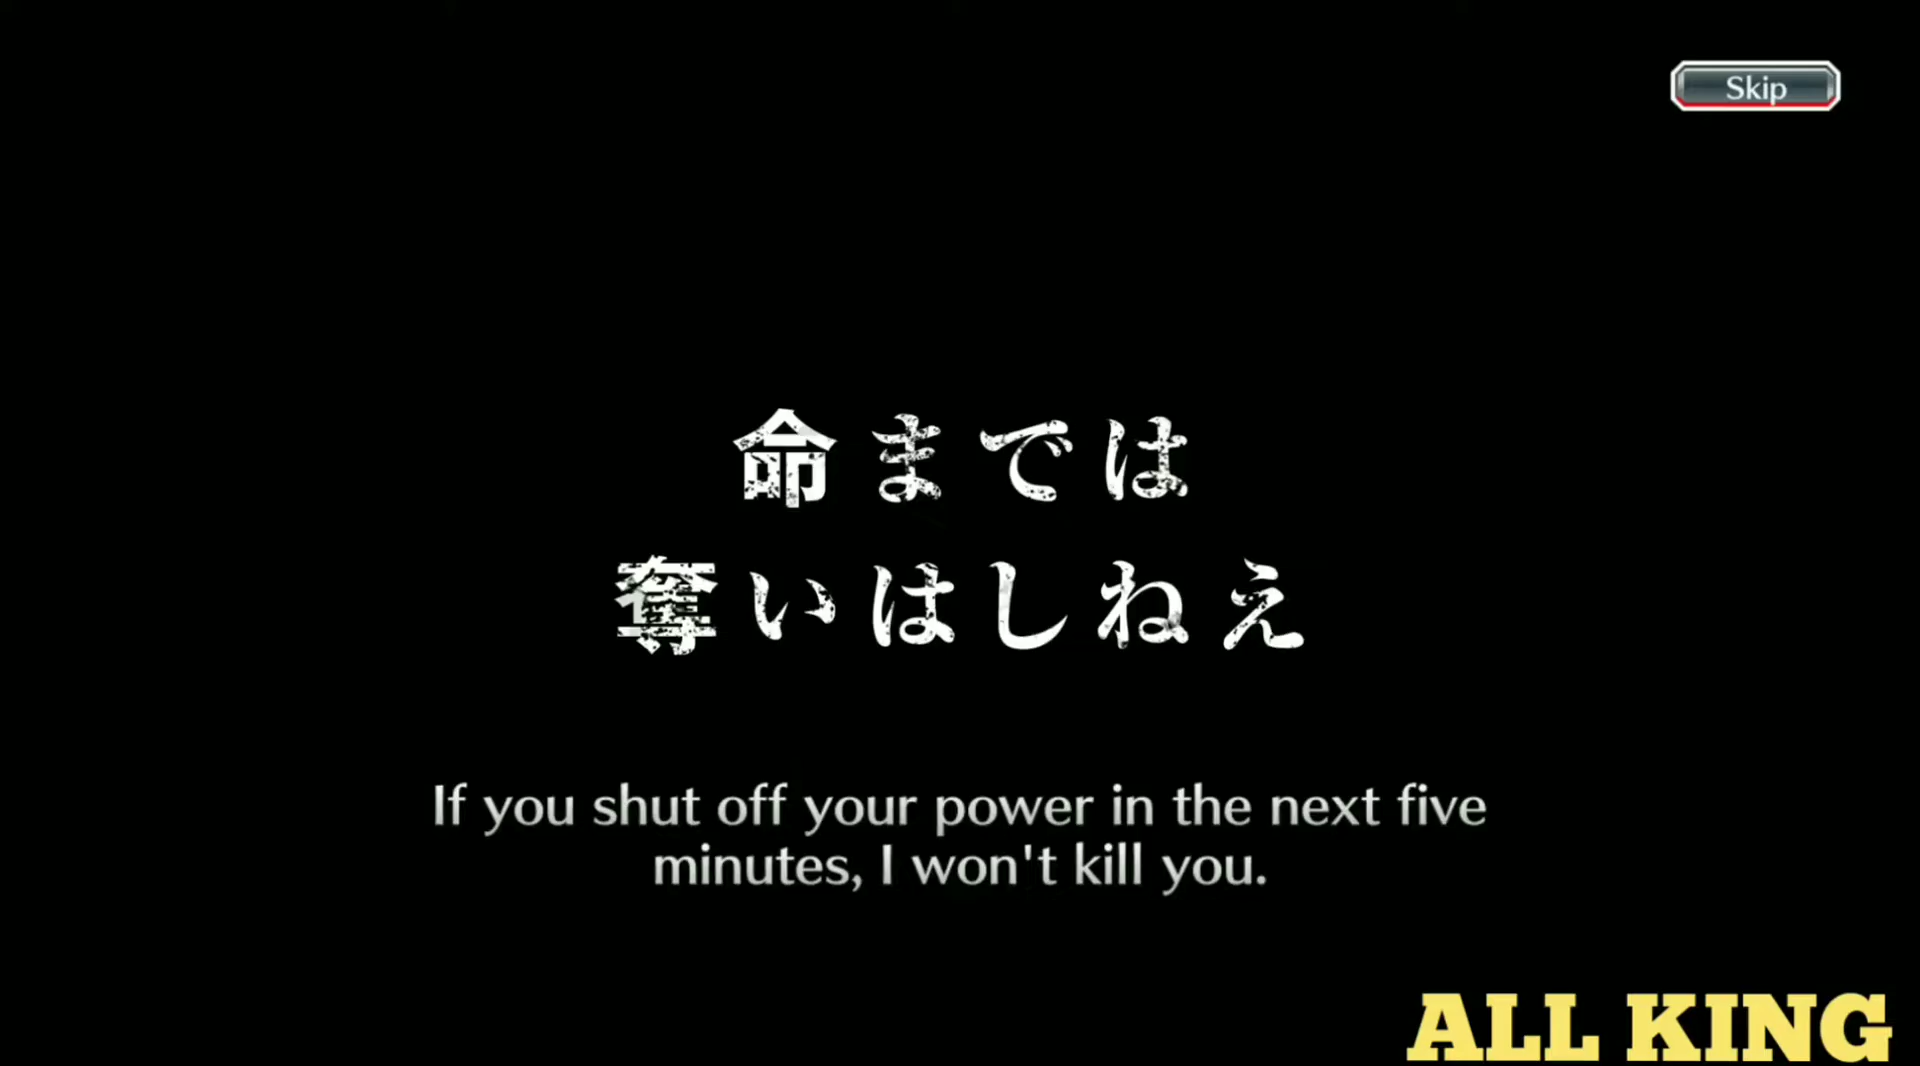 Skip
命までは
奪いはしねえ
If you shut off your power in the next five
minutes, I won't kill you.
ALL KING